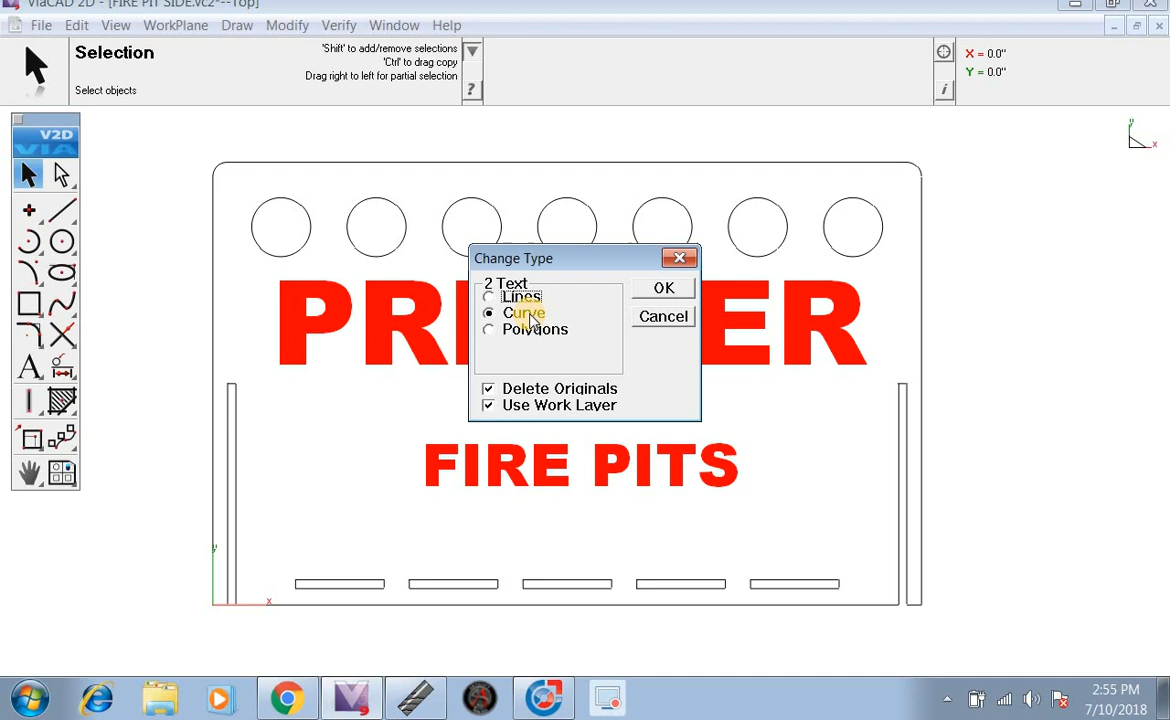 ViaCAD 2D - [FIRE PIT SIDE.vc2*--Top]
File Edit View WorkPlane Draw Modify Verify Window Help
Selection
'Shift' to add/remove selections
'Ctrl' to drag copy
Drag right to left for partial selection
Select objects
?
i
X = 0.0"
Y = 0.0"
V2D
VIA
A
y
x
Change Type
2 Text
Lines
Curve
Polygons
OK
Cancel
Delete Originals
Use Work Layer
PRE ER
FIRE PITS
y
x
2:55 PM
7/10/2018